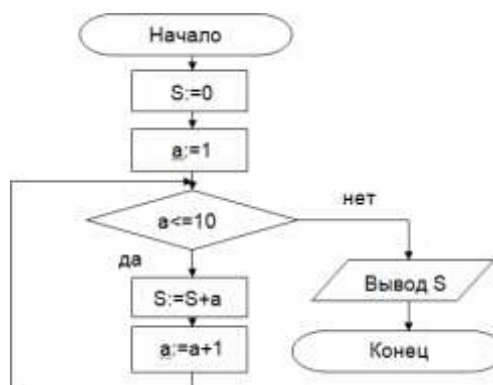 Начало
S:=0
a:=1
a<=10
нет
да
S:=S+a
Вывод S
a:=a+1
Конец